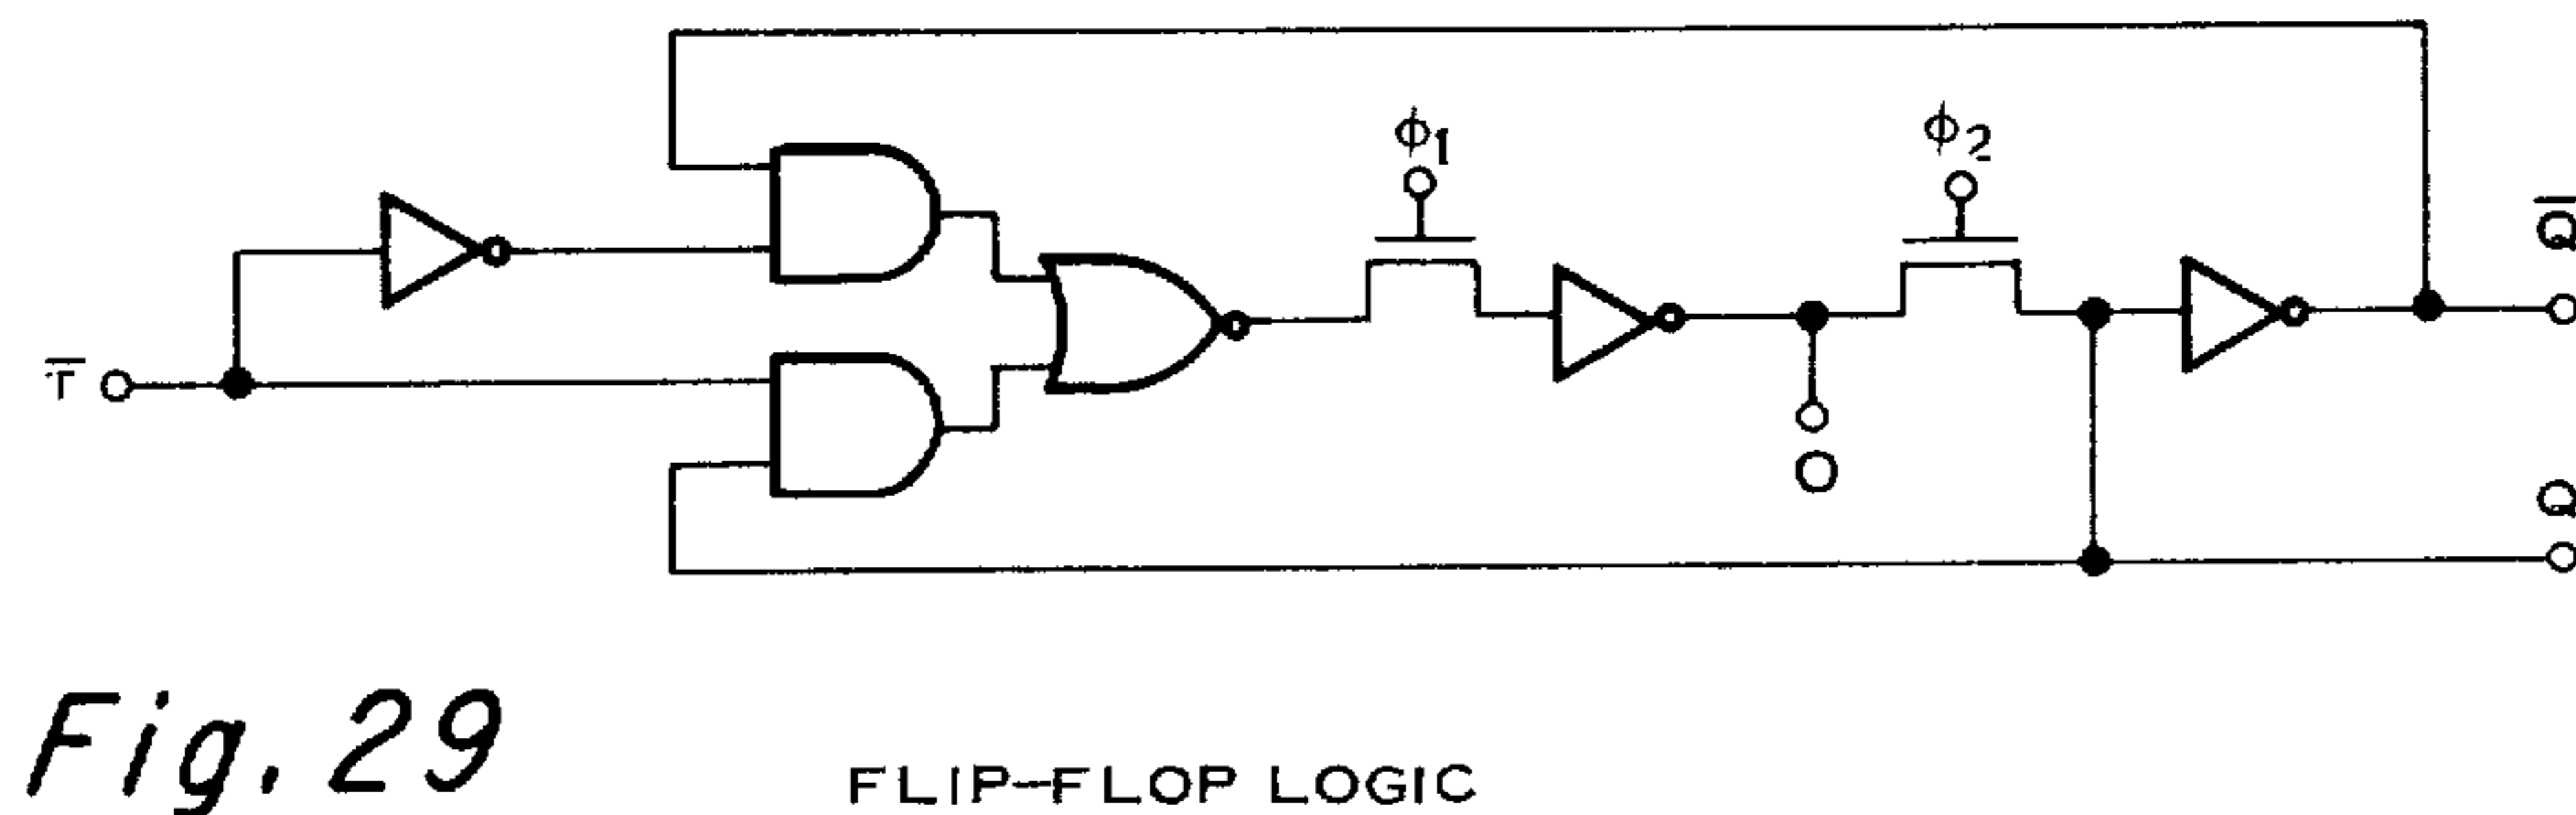 ϕ1
ϕ2
Q̅
T̅
O
Q
Fig. 29
FLIP-FLOP LOGIC